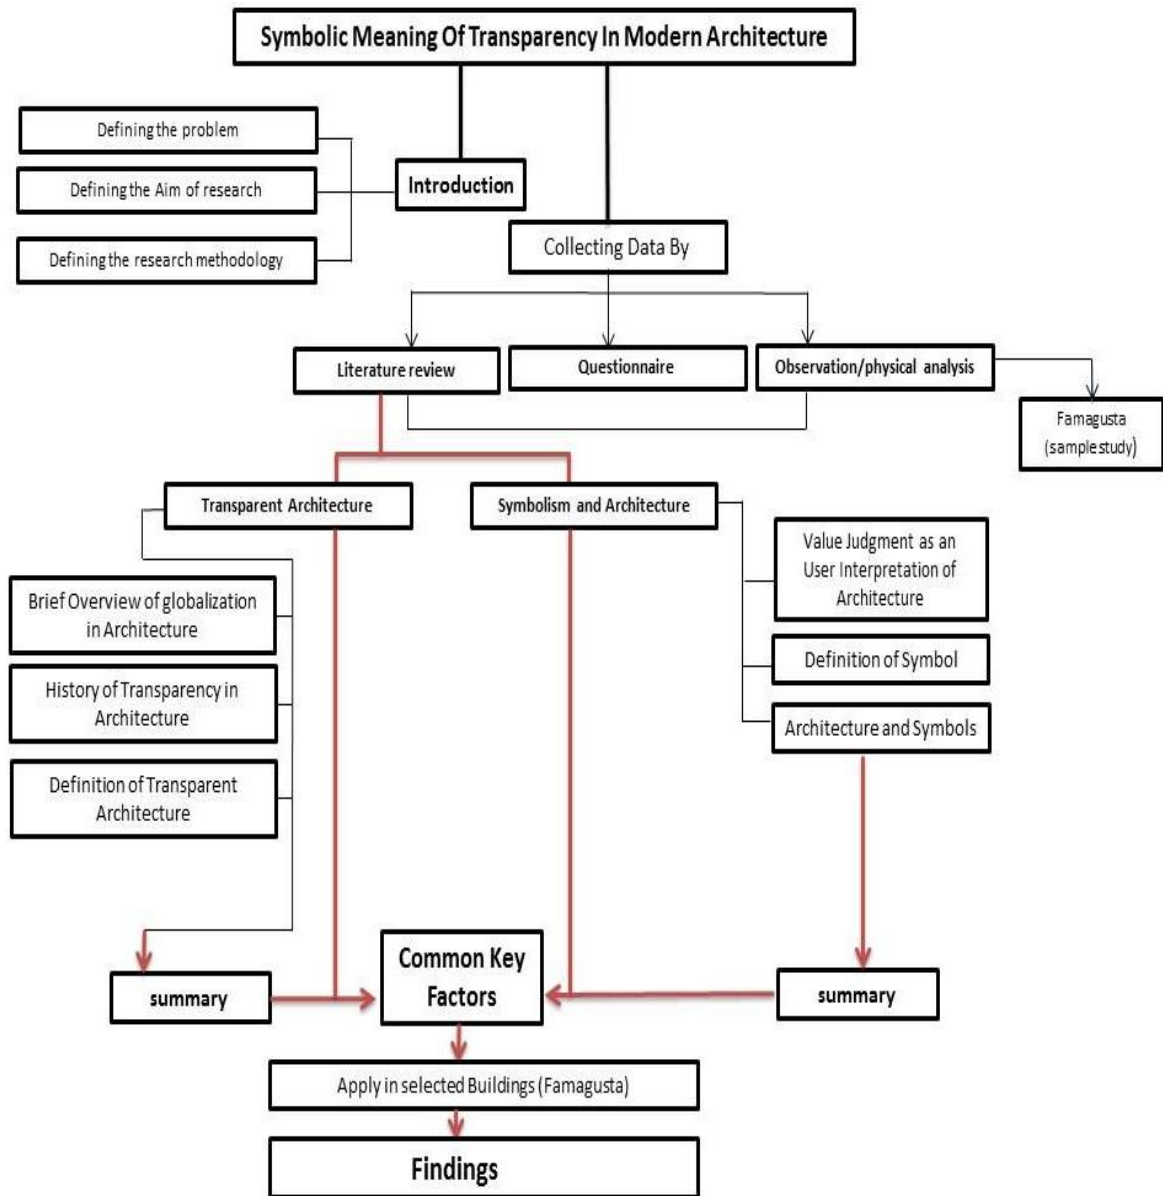 Symbolic Meaning Of Transparency In Modern Architecture
Defining the problem
Defining the Aim of research
Introduction
Defining the research methodology
Collecting Data By
Literature review
Questionnaire
Observation/physical analysis
Famagusta
(sample study)
Transparent Architecture
Symbolism and Architecture
Brief Overview of globalization
in Architecture
History of Transparency in
Architecture
Definition of Transparent
Architecture
Value Judgment as an
User Interpretation of
Architecture
Definition of Symbol
Architecture and Symbols
summary
Common Key
Factors
summary
Apply in selected Buildings (Famagusta)
Findings